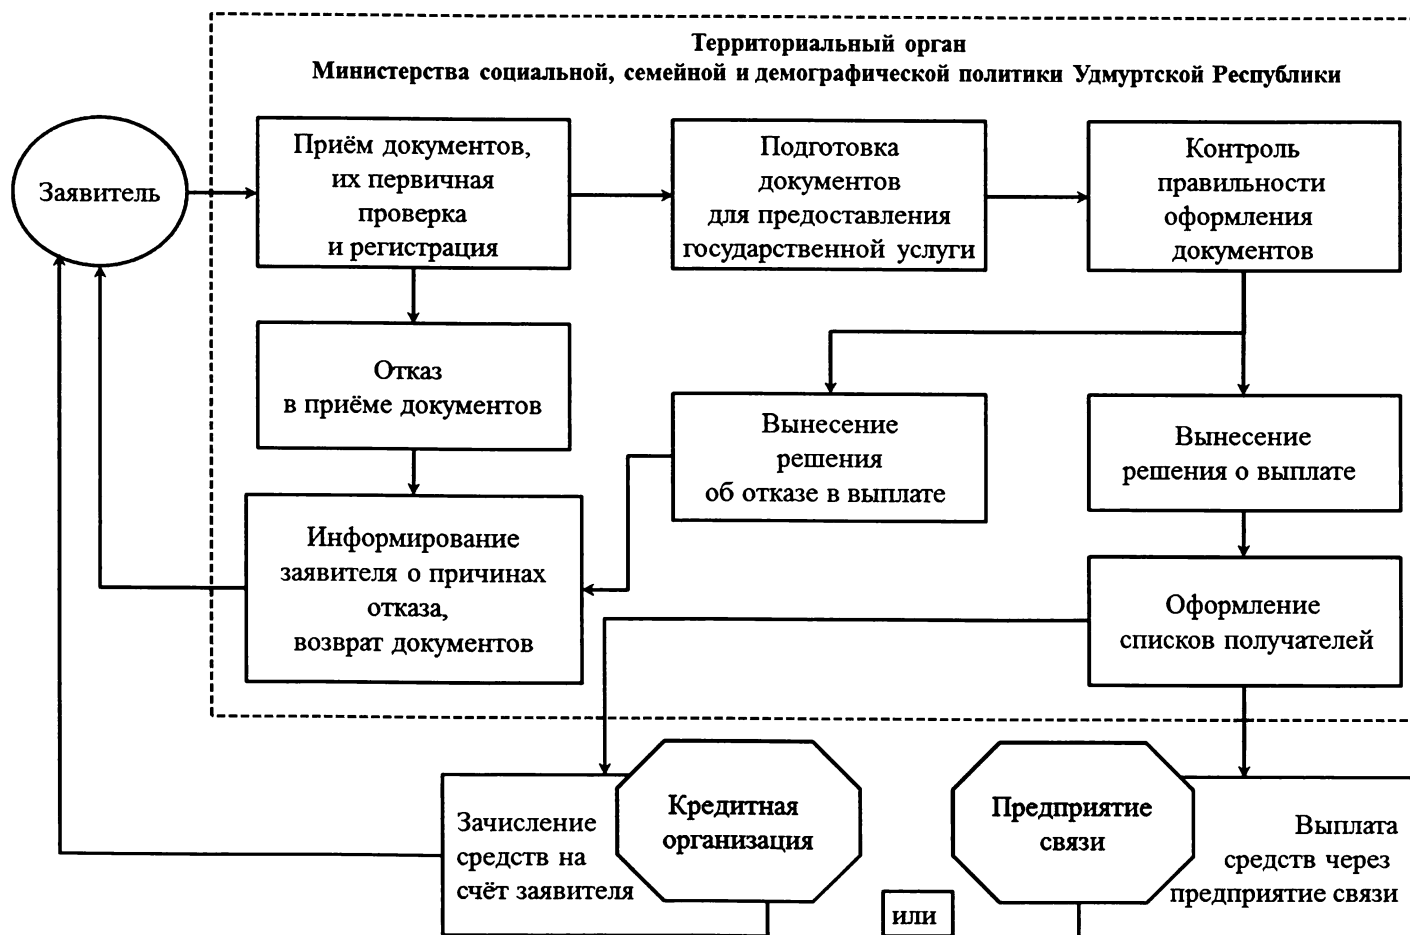 Территориальный орган
Министерства социальной, семейной и демографической политики Удмуртской Республики
Заявитель
Приём документов,
их первичная
проверка
и регистрация
Подготовка
документов
для предоставления
государственной услуги
Контроль
правильности
оформления
документов
Отказ
в приёме документов
Вынесение
решения
об отказе в выплате
Вынесение
решения о выплате
Информирование
заявителя о причинах
отказа,
возврат документов
Оформление
списков получателей
Зачисление
средств на
счёт заявителя
Кредитная
организация
или
Предприятие
связи
Выплата
средств через
предприятие связи